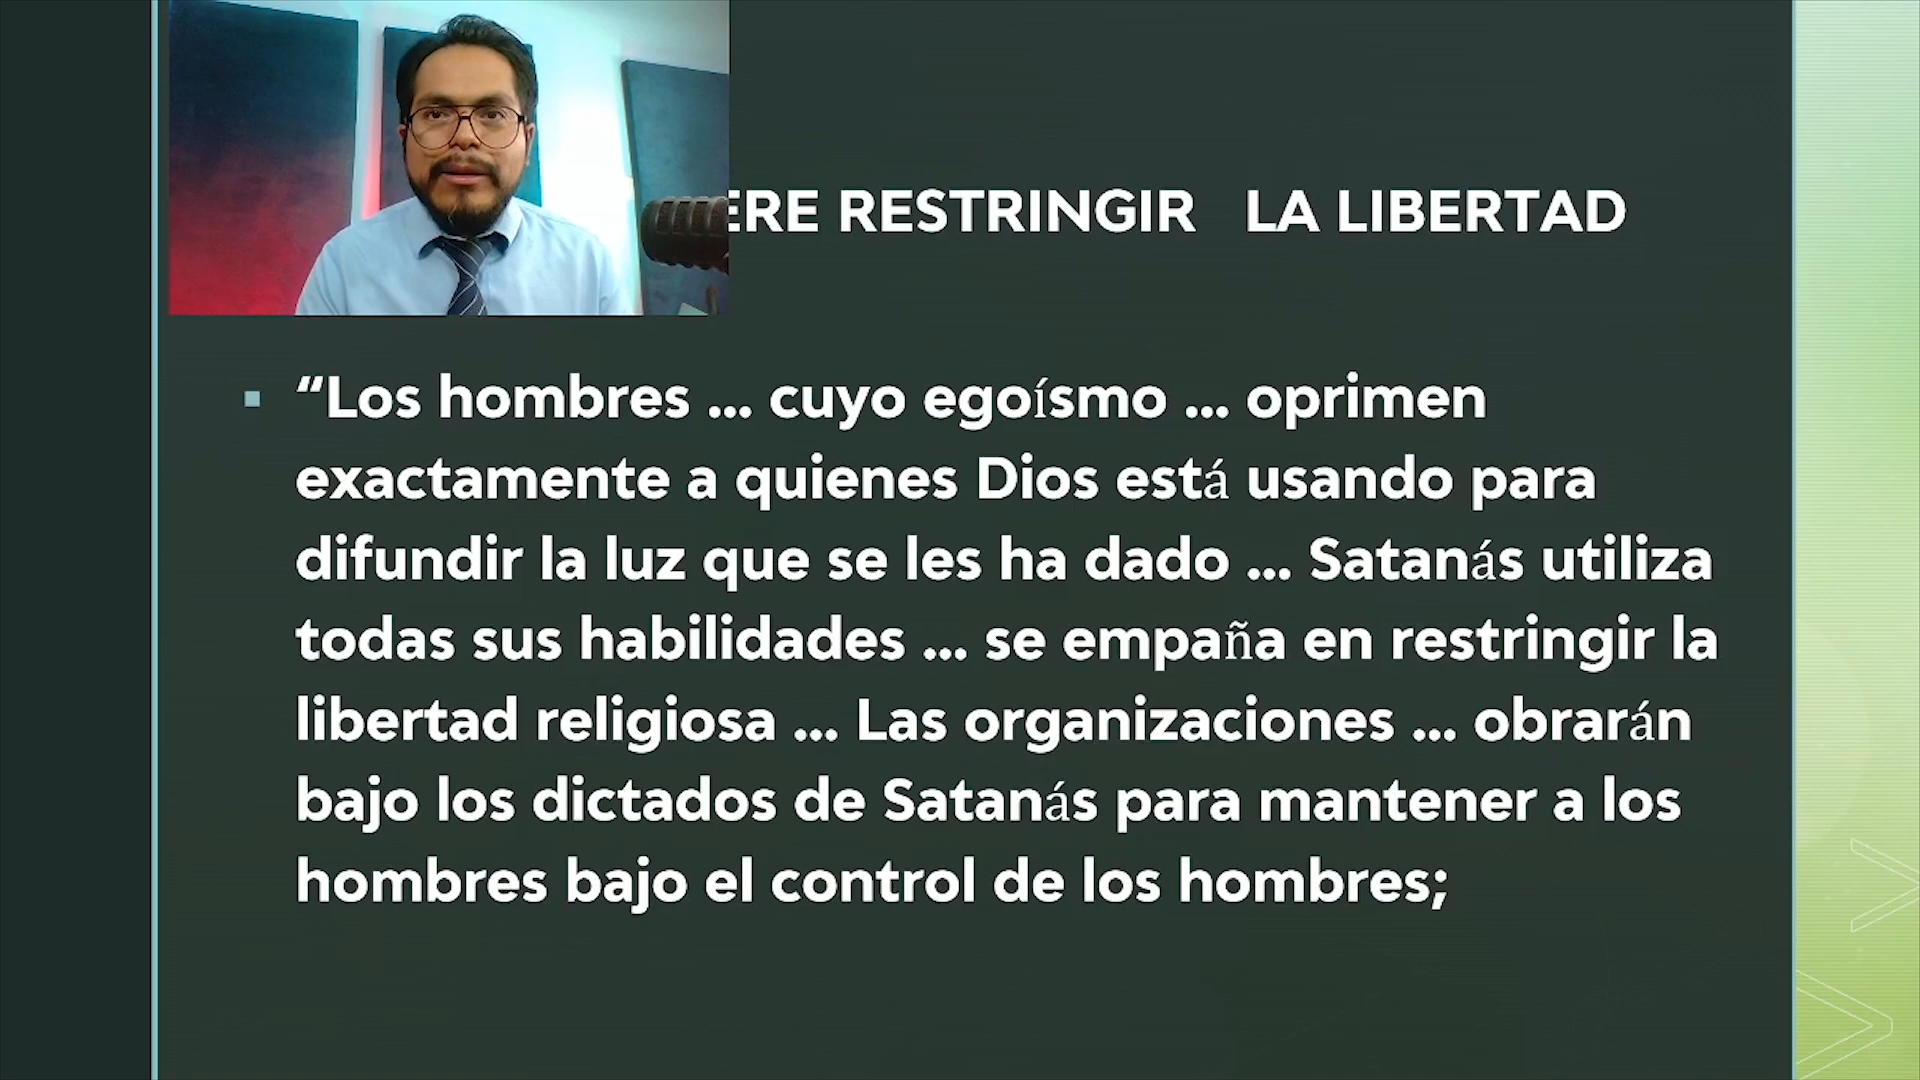 ERE RESTRINGIR LA LIBERTAD
“Los hombres ... cuyo egoísmo ... oprimen
exactamente a quienes Dios está usando para
difundir la luz que se les ha dado ... Satanás utiliza
todas sus habilidades ... se empaña en restringir la
libertad religiosa ... Las organizaciones ... obrarán
bajo los dictados de Satanás para mantener a los
hombres bajo el control de los hombres;